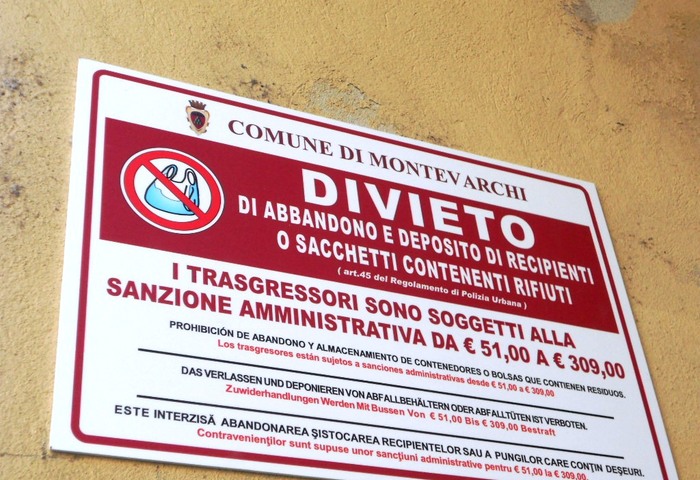 COMUNE DI MONTEVARCHI
DIVIETO
DI ABBANDONO E DEPOSITO DI RECIPIENTI
O SACCHETTI CONTENENTI RIFIUTI
( art.45 del Regolamento di Polizia Urbana )
I TRASGRESSORI SONO SOGGETTI ALLA
SANZIONE AMMINISTRATIVA DA € 51,00 A € 309,00
PROHIBICIÓN DE ABANDONO Y ALMACENAMIENTO DE CONTENEDORES O BOLSAS QUE CONTIENEN RESIDUOS.
Los trasgresores están sujetos a sanciones administrativas desde € 51,00 a € 309,00
DAS VERLASSEN UND DEPONIEREN VON ABFALLBEHÄLTERN ODER ABFALLTÜTEN IST VERBOTEN.
Zuwiderhandlungen Werden Mit Bussen Von € 51,00 Bis € 309,00 Bestraft
ESTE INTERZISĂ ABANDONAREA ŞISTOCAREA RECIPIENTELOR SAU A PUNGILOR CARE CONŢIN DEŞEURI.
Contravenienţilor sunt supuse unor sancţiuni administrative pentru € 51,00 la € 309,00.